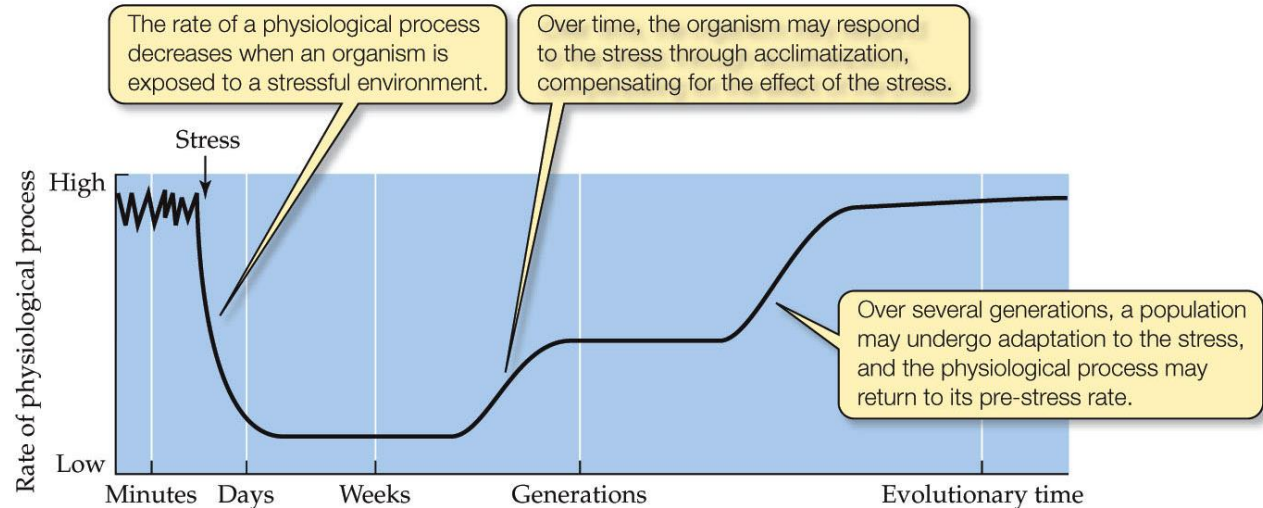 The rate of a physiological process
decreases when an organism is
exposed to a stressful environment.
Over time, the organism may respond
to the stress through acclimatization,
compensating for the effect of the stress.
Stress
High
Rate of physiological process
Over several generations, a population
may undergo adaptation to the stress,
and the physiological process may
return to its pre-stress rate.
Low
Minutes Days Weeks Generations Evolutionary time